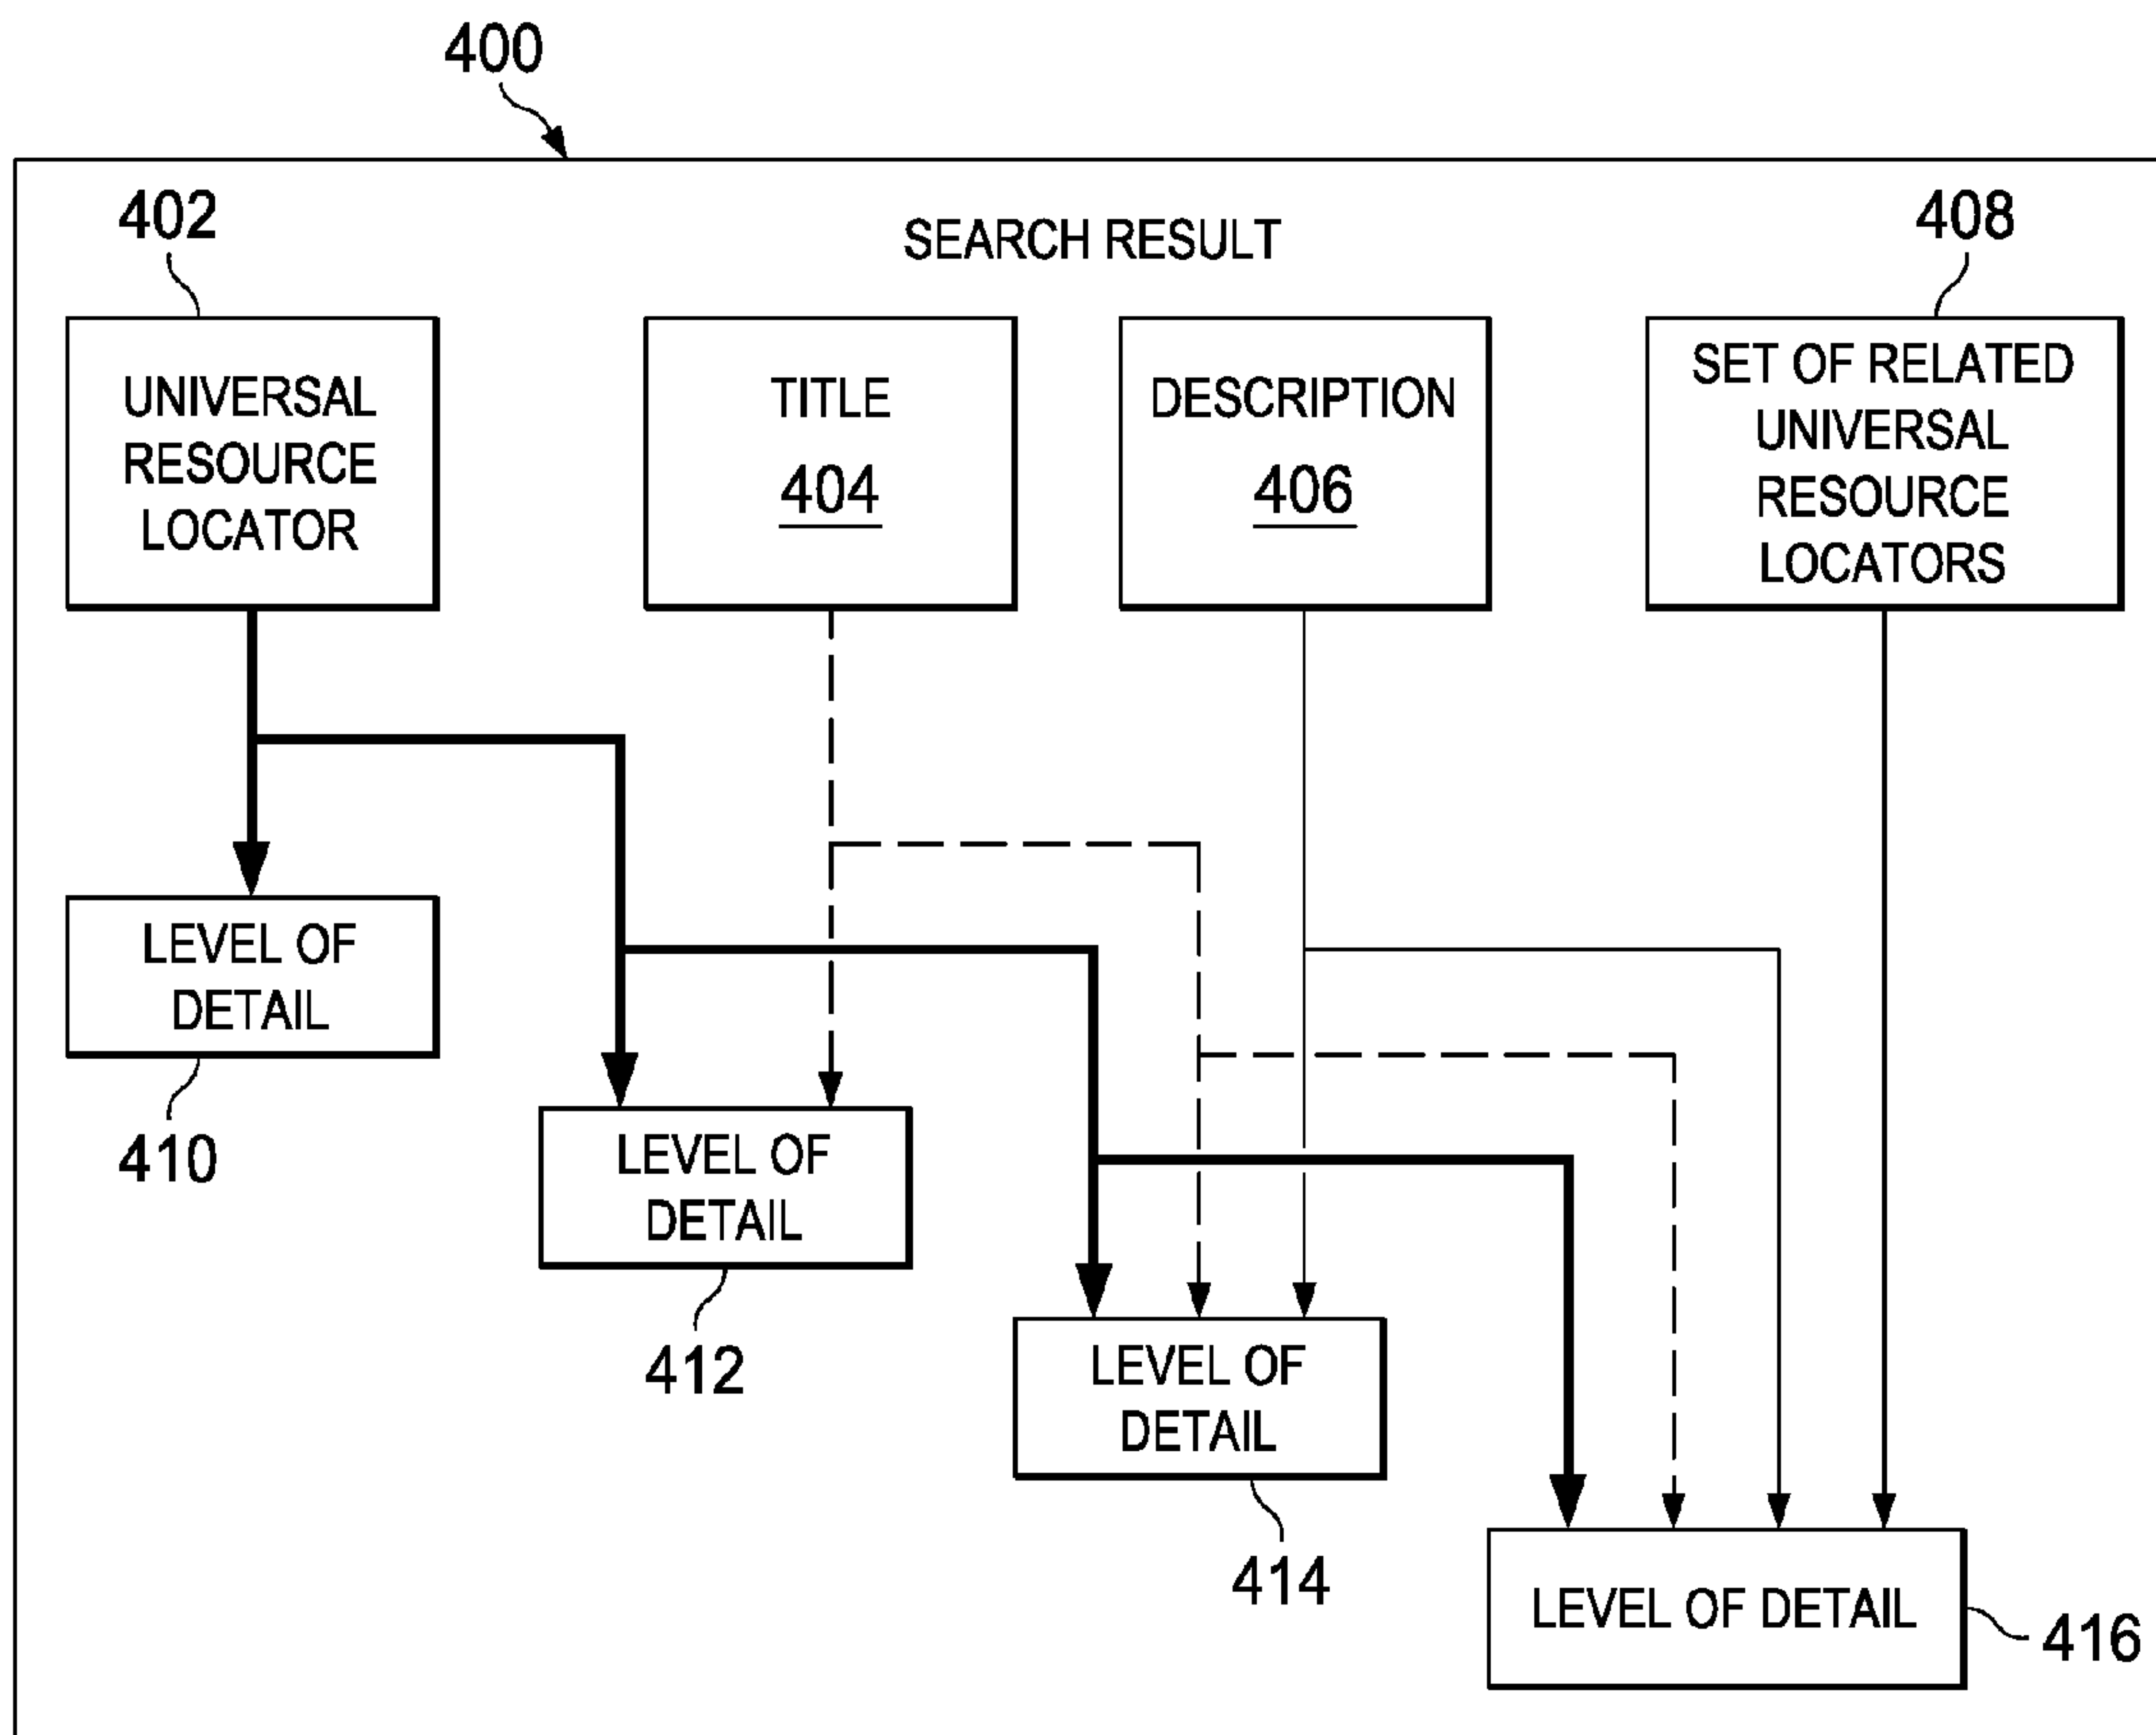 400
402
SEARCH RESULT
408
UNIVERSAL
RESOURCE
LOCATOR
TITLE
404
DESCRIPTION
406
SET OF RELATED
UNIVERSAL
RESOURCE
LOCATORS
LEVEL OF
DETAIL
410
LEVEL OF
DETAIL
412
LEVEL OF
DETAIL
414
LEVEL OF DETAIL
416